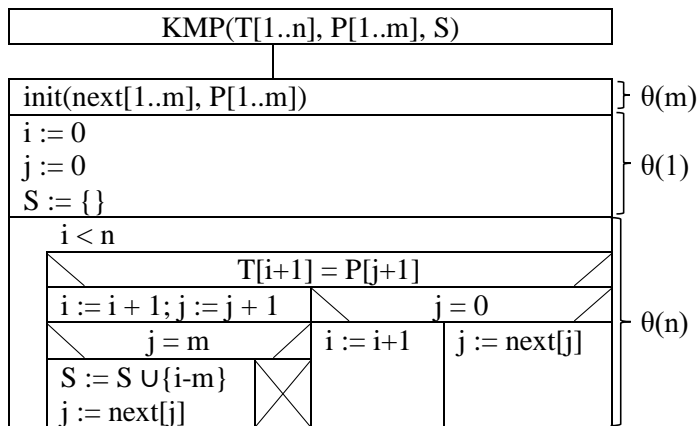 KMP(T[1..n], P[1..m], S)
init(next[1..m], P[1..m])
θ(m)
i := 0
j := 0
S := {}
θ(1)
i < n
T[i+1] = P[j+1]
i := i + 1; j := j + 1
j = 0
j = m
i := i+1
j := next[j]
S := S ∪{i-m}
j := next[j]
θ(n)